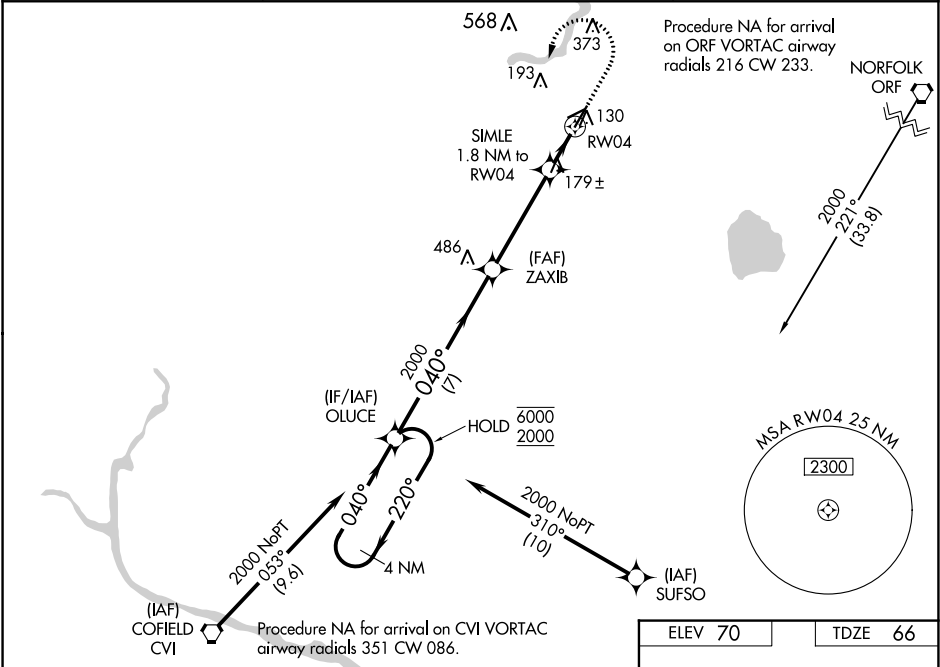 568
373
193
Procedure NA for arrival
on ORF VORTAC airway
radials 216 CW 233.
NORFOLK
ORF
130
RW04
SIMLE
1.8 NM to
RW04
179 ±
2000
221°
(33.8)
486
(FAF)
ZAXIB
2000
040°
(7)
(IF/IAF)
OLUCE
HOLD
6000
2000
MSA RW04 25 NM
2300
040°
220°
4 NM
2000 NoPT
053°
(9.6)
2000 NoPT
310°
(10)
(IAF)
SUFSO
(IAF)
COFIELD
CVI
Procedure NA for arrival on CVI VORTAC
airway radials 351 CW 086.
ELEV 70
TDZE 66